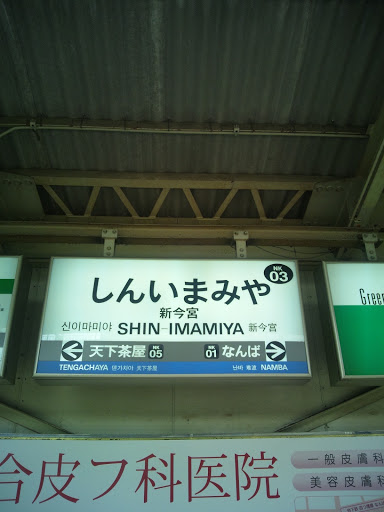 NK
03
しんいまみや
新今宮
신이마미야 SHIN-IMAMIYA 新今宮
天下茶屋 NK 05 NK 01 なんば
TENGACHAYA 덴가차야 天下茶屋 난바 难波 NAMBA
Gree
合皮フ科医院
一般皮膚科
美容皮膚科